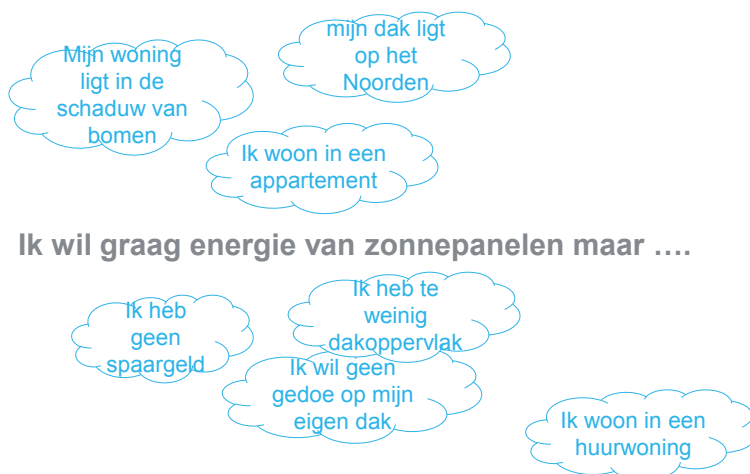 Mijn woning
ligt in de
schaduw van
bomen
mijn dak ligt
op het
Noorden
Ik woon in een
appartement
Ik wil graag energie van zonnepanelen maar ....
Ik heb
geen
spaargeld
Ik heb te
weinig
dakoppervlak
Ik wil geen
gedoe op mijn
eigen dak
Ik woon in een
huurwoning